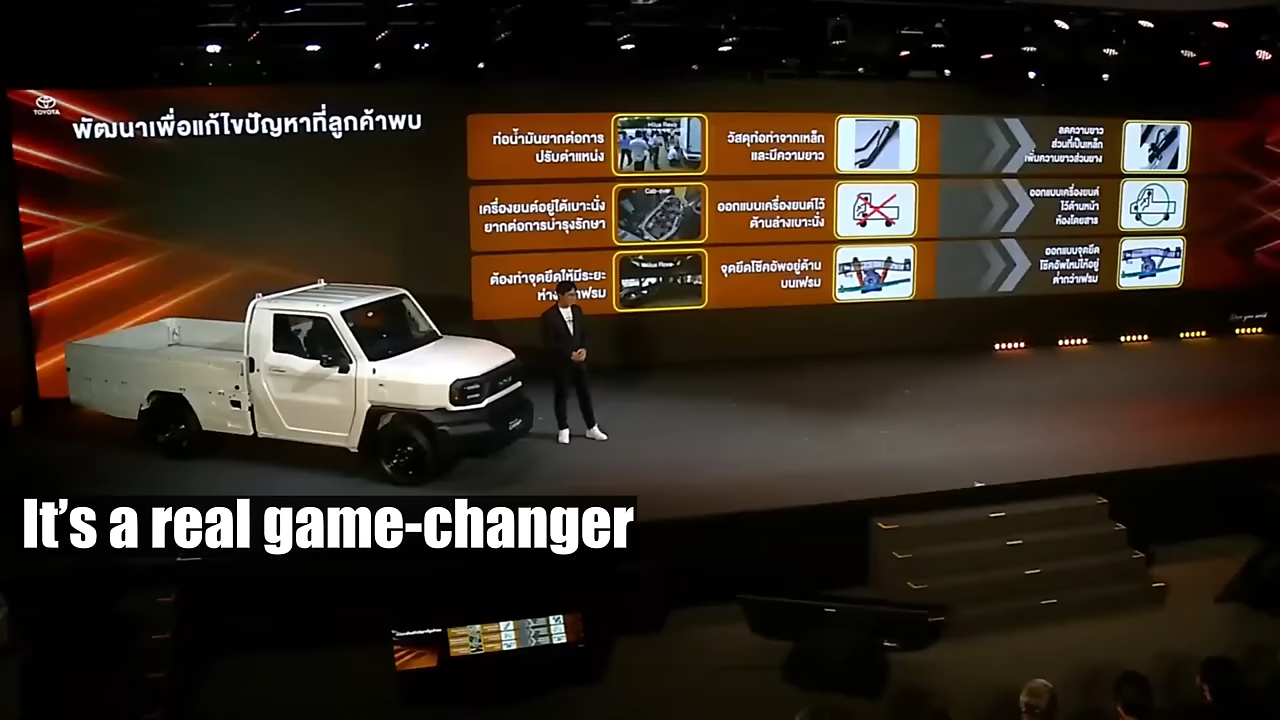 TOYOTA
พัฒนาเพื่อแก้ไขปัญหาที่ลูกค้าพบ
ท่อน้ำมันยากต่อการ
ปรับตำแหน่ง
Hilux Revo
วัสดุท่อทำจากเหล็ก
และมีความยาว
ลดความยาว
ส่วนที่เป็นเหล็ก
เพิ่มความยาวส่วนยาง
เครื่องยนต์อยู่ใต้เบาะนั่ง
ยากต่อการบำรุงรักษา
Cab-over
ออกแบบเครื่องยนต์ไว้
ด้านล่างเบาะนั่ง
ออกแบบเครื่องยนต์
ไว้ด้านหน้า
ห้องโดยสาร
ต้องทำจุดยึดให้มีระยะ
Hilux Revo
จุดยึดโช๊คอัพอยู่ด้าน
บนเฟรม
ออกแบบจุดยึด
โช๊คอัพใหม่ให้อยู่
ต่ำกว่าเฟรม
It's a real game-changer